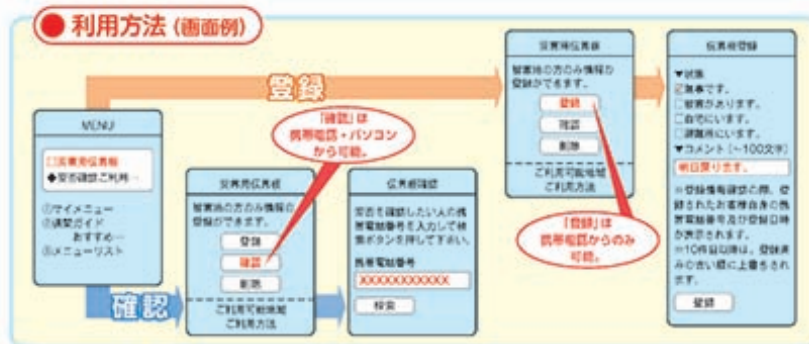 ●利用方法(画面例)
登録
確認
MENU
□災害用伝言板
◆安否確認ご利用…
①マイメニュー
おすすめ…
③メニューリスト
災害用伝言板
被災地の方のみ情報の
登録ができます。
登録
確認
削除
ご利用可能地域
ご利用方法
「確認」は
携帯電話・パソコン
から可能。
伝言板確認
安否を確認したい人の携
帯電話番号を入力して検
索ボタンを押して下さい。
携帯電話番号
XXXXXXXXXXX
検索
災害用伝言板
被災地の方のみ情報の
登録ができます。
登録
確認
削除
ご利用可能地域
ご利用方法
「登録」は
携帯電話からのみ
可能。
伝言板登録
▼状態
☑無事です。
□被害があります。
□自宅にいます。
□避難所にいます。
▼コメント(~100文字)
明日戻ります。
※登録情報確認の際、登
録されたお客様自身の携
帯電話番号及び登録日時
が表示されます。
※10件目以降は、登録済
みの古い順に上書きされ
ます。
登録